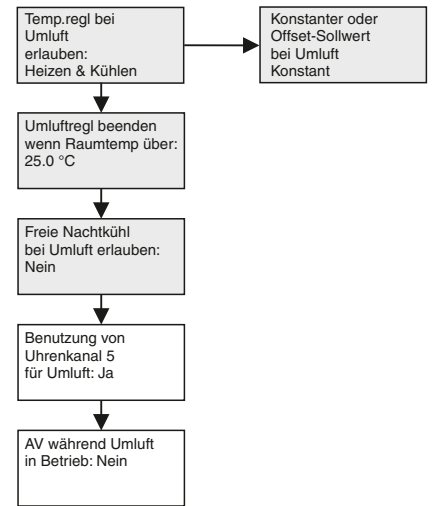 Temp.regl bei
Umluft
erlauben:
Heizen & Kühlen
Konstanter oder
Offset-Sollwert
bei Umluft
Konstant
Umluftregl beenden
wenn Raumtemp über:
25.0 °C
Freie Nachtkühl
bei Umluft erlauben:
Nein
Benutzung von
Uhrenkanal 5
für Umluft: Ja
AV während Umluft
in Betrieb: Nein